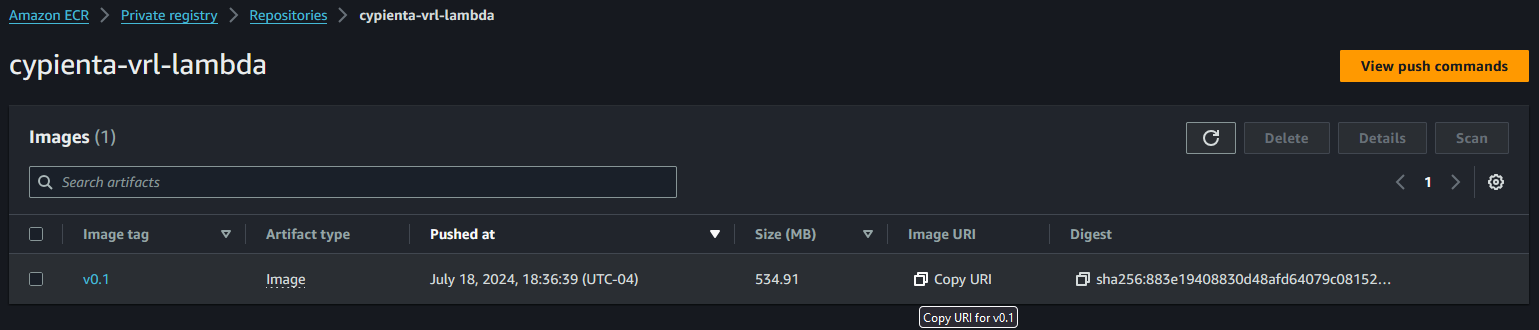 Amazon ECR > Private registry > Repositories > cypienta-vrl-lambda
cypienta-vrl-lambda
View push commands
Images (1)
Delete Details Scan
Search artifacts
1
Image tag Artifact type Pushed at Size (MB) Image URI Digest
v0.1 Image July 18, 2024, 18:36:39 (UTC-04) 534.91 Copy URI sha256:883e19408830d48afd64079c08152...
Copy URI for v0.1